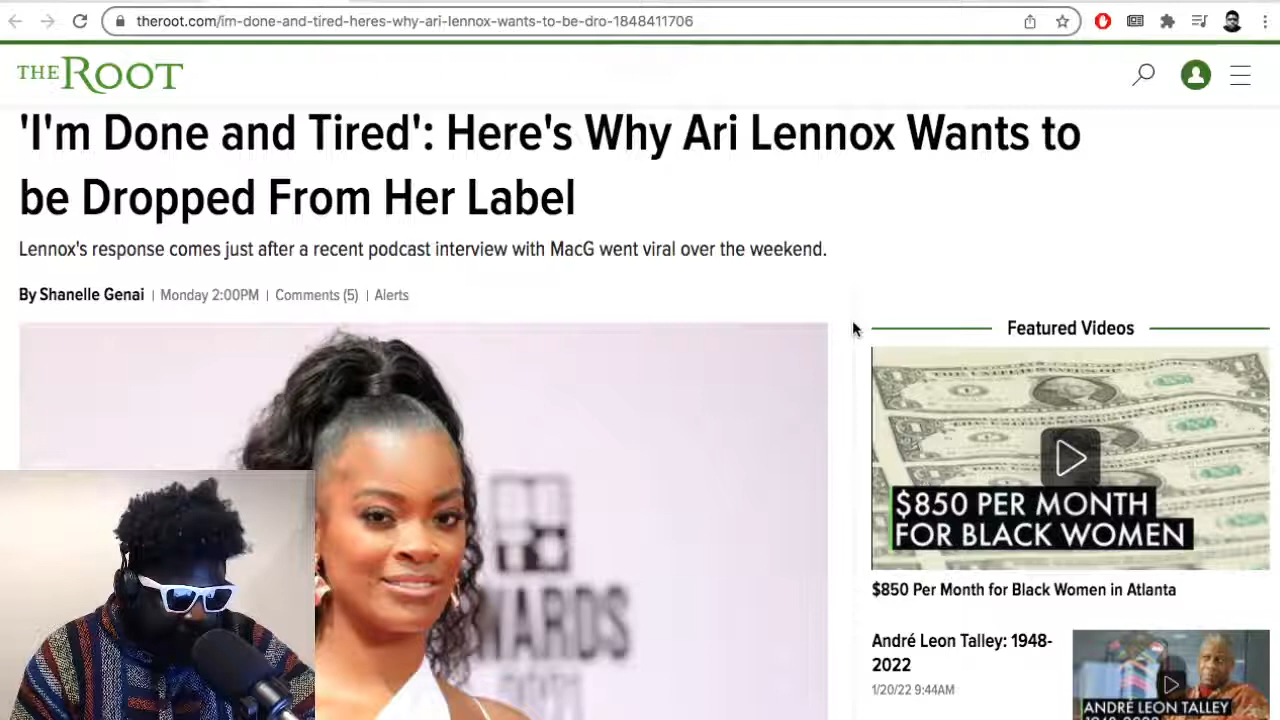 theroot.com/im-done-and-tired-heres-why-ari-lennox-wants-to-be-dro-1848411706
THE ROOT
'I'm Done and Tired': Here's Why Ari Lennox Wants to
be Dropped From Her Label
Lennox's response comes just after a recent podcast interview with MacG went viral over the weekend.
By Shanelle Genai | Monday 2:00PM | Comments (5) | Alerts
Featured Videos
$850 PER MONTH
FOR BLACK WOMEN
$850 Per Month for Black Women in Atlanta
André Leon Talley: 1948-
2022
1/20/22 9:44AM
ANDRÉ LEON TALLEY
WARDS
2021